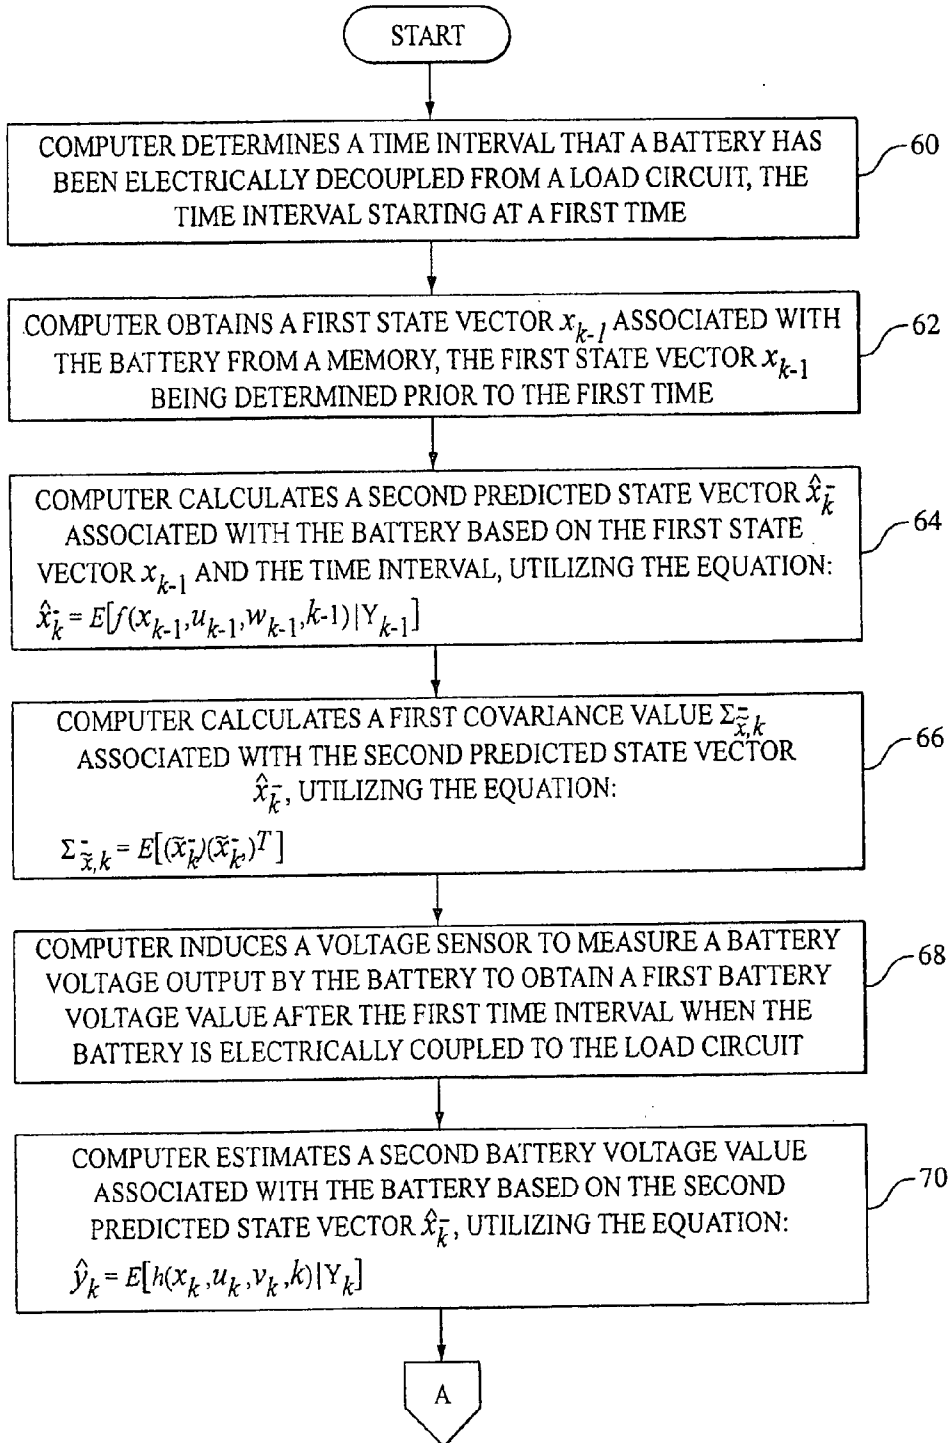 START
COMPUTER DETERMINES A TIME INTERVAL THAT A BATTERY HAS
BEEN ELECTRICALLY DECOUPLED FROM A LOAD CIRCUIT, THE
TIME INTERVAL STARTING AT A FIRST TIME
60
COMPUTER OBTAINS A FIRST STATE VECTOR x_{k-1} ASSOCIATED WITH
THE BATTERY FROM A MEMORY, THE FIRST STATE VECTOR x_{k-1}
BEING DETERMINED PRIOR TO THE FIRST TIME
62
COMPUTER CALCULATES A SECOND PREDICTED STATE VECTOR x̂_k^-
ASSOCIATED WITH THE BATTERY BASED ON THE FIRST STATE
VECTOR x_{k-1} AND THE TIME INTERVAL, UTILIZING THE EQUATION:
x̂_k^- = E[f(x_{k-1},u_{k-1},w_{k-1},k-1)|Y_{k-1}]
64
COMPUTER CALCULATES A FIRST COVARIANCE VALUE Σ_{x̃,k}^-
ASSOCIATED WITH THE SECOND PREDICTED STATE VECTOR
x̂_k^-, UTILIZING THE EQUATION:
Σ_{x̃,k}^- = E[(x̃_k^-)(x̃_k^-)^T]
66
COMPUTER INDUCES A VOLTAGE SENSOR TO MEASURE A BATTERY
VOLTAGE OUTPUT BY THE BATTERY TO OBTAIN A FIRST BATTERY
VOLTAGE VALUE AFTER THE FIRST TIME INTERVAL WHEN THE
BATTERY IS ELECTRICALLY COUPLED TO THE LOAD CIRCUIT
68
COMPUTER ESTIMATES A SECOND BATTERY VOLTAGE VALUE
ASSOCIATED WITH THE BATTERY BASED ON THE SECOND
PREDICTED STATE VECTOR x̂_k^-, UTILIZING THE EQUATION:
ŷ_k = E[h(x_k,u_k,v_k,k)|Y_k]
70
A